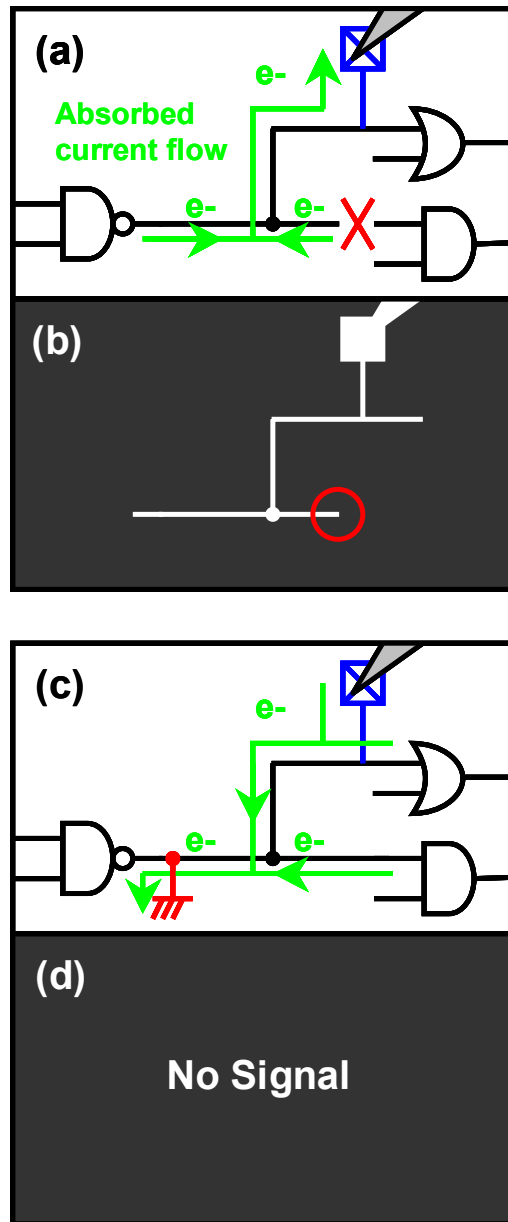 (a)
e-
Absorbed
current flow
e-
e-
(b)
(c)
e-
e-
e-
(d)
No Signal